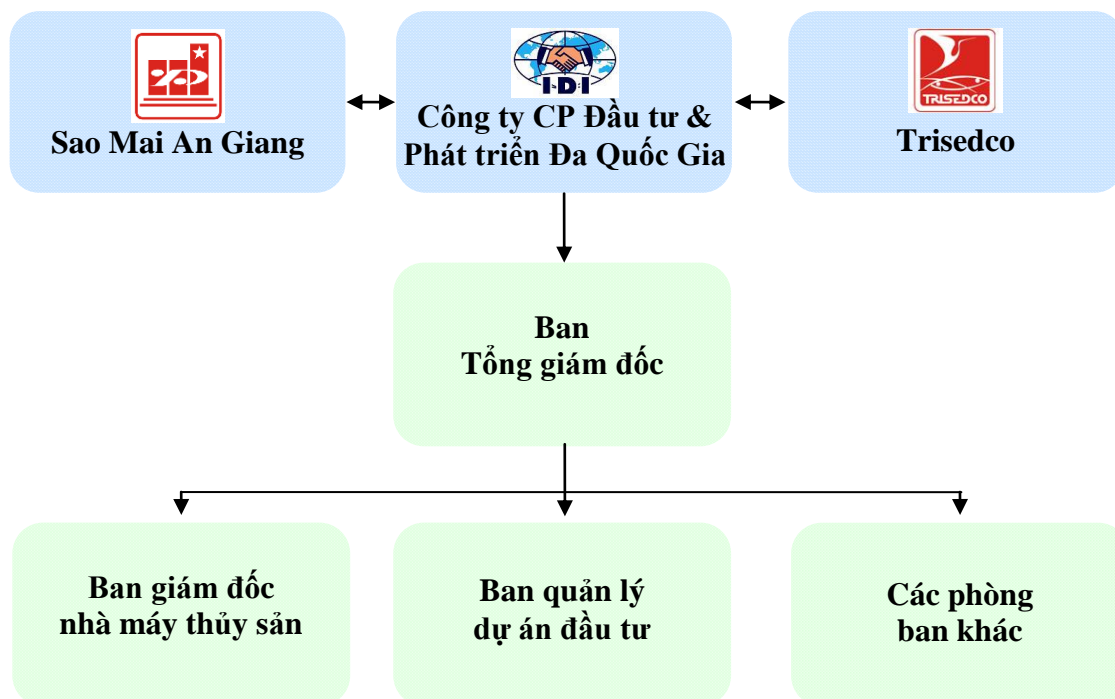 I-D-I
TRISEDCO
Sao Mai An Giang
Công ty CP Đầu tư &
Phát triển Đa Quốc Gia
Trisedco
Ban
Tổng giám đốc
Ban giám đốc
nhà máy thủy sản
Ban quản lý
dự án đầu tư
Các phòng
ban khác